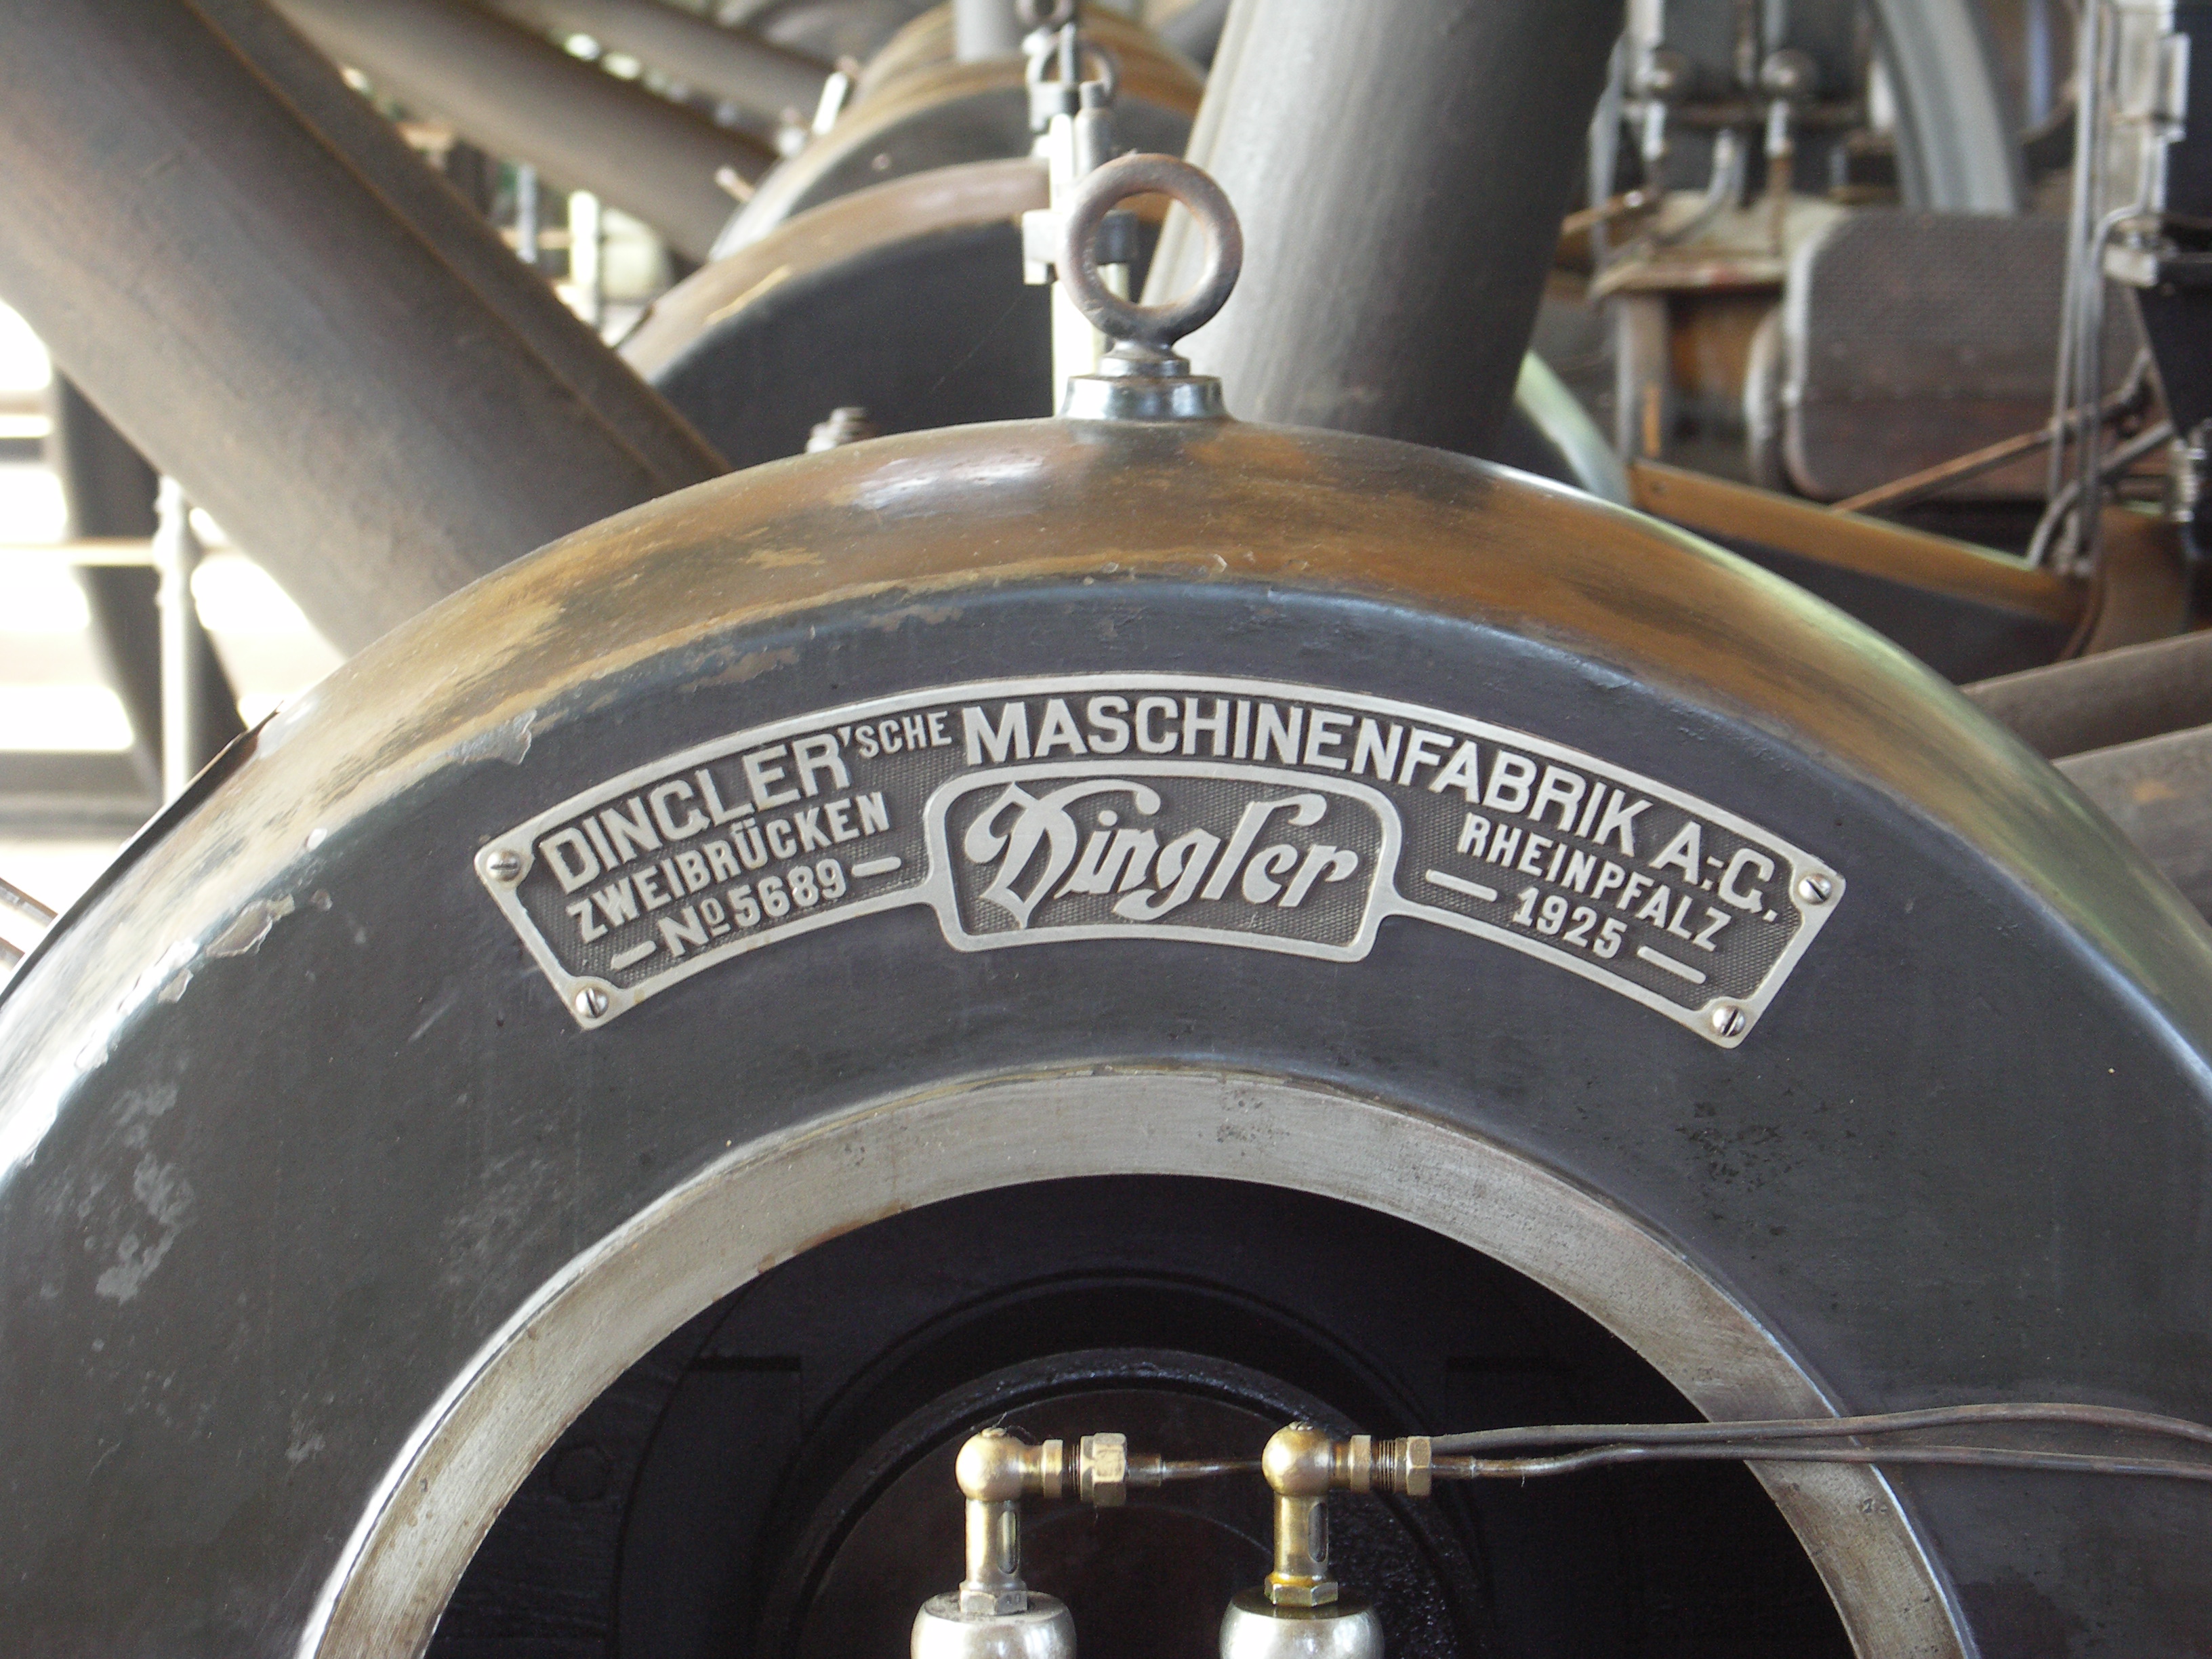 DINGLER'SCHE MASCHINENFABRIK A.-G.
ZWEIBRÜCKEN
— No 5689 —
Dingler
RHEINPFALZ
— 1925 —